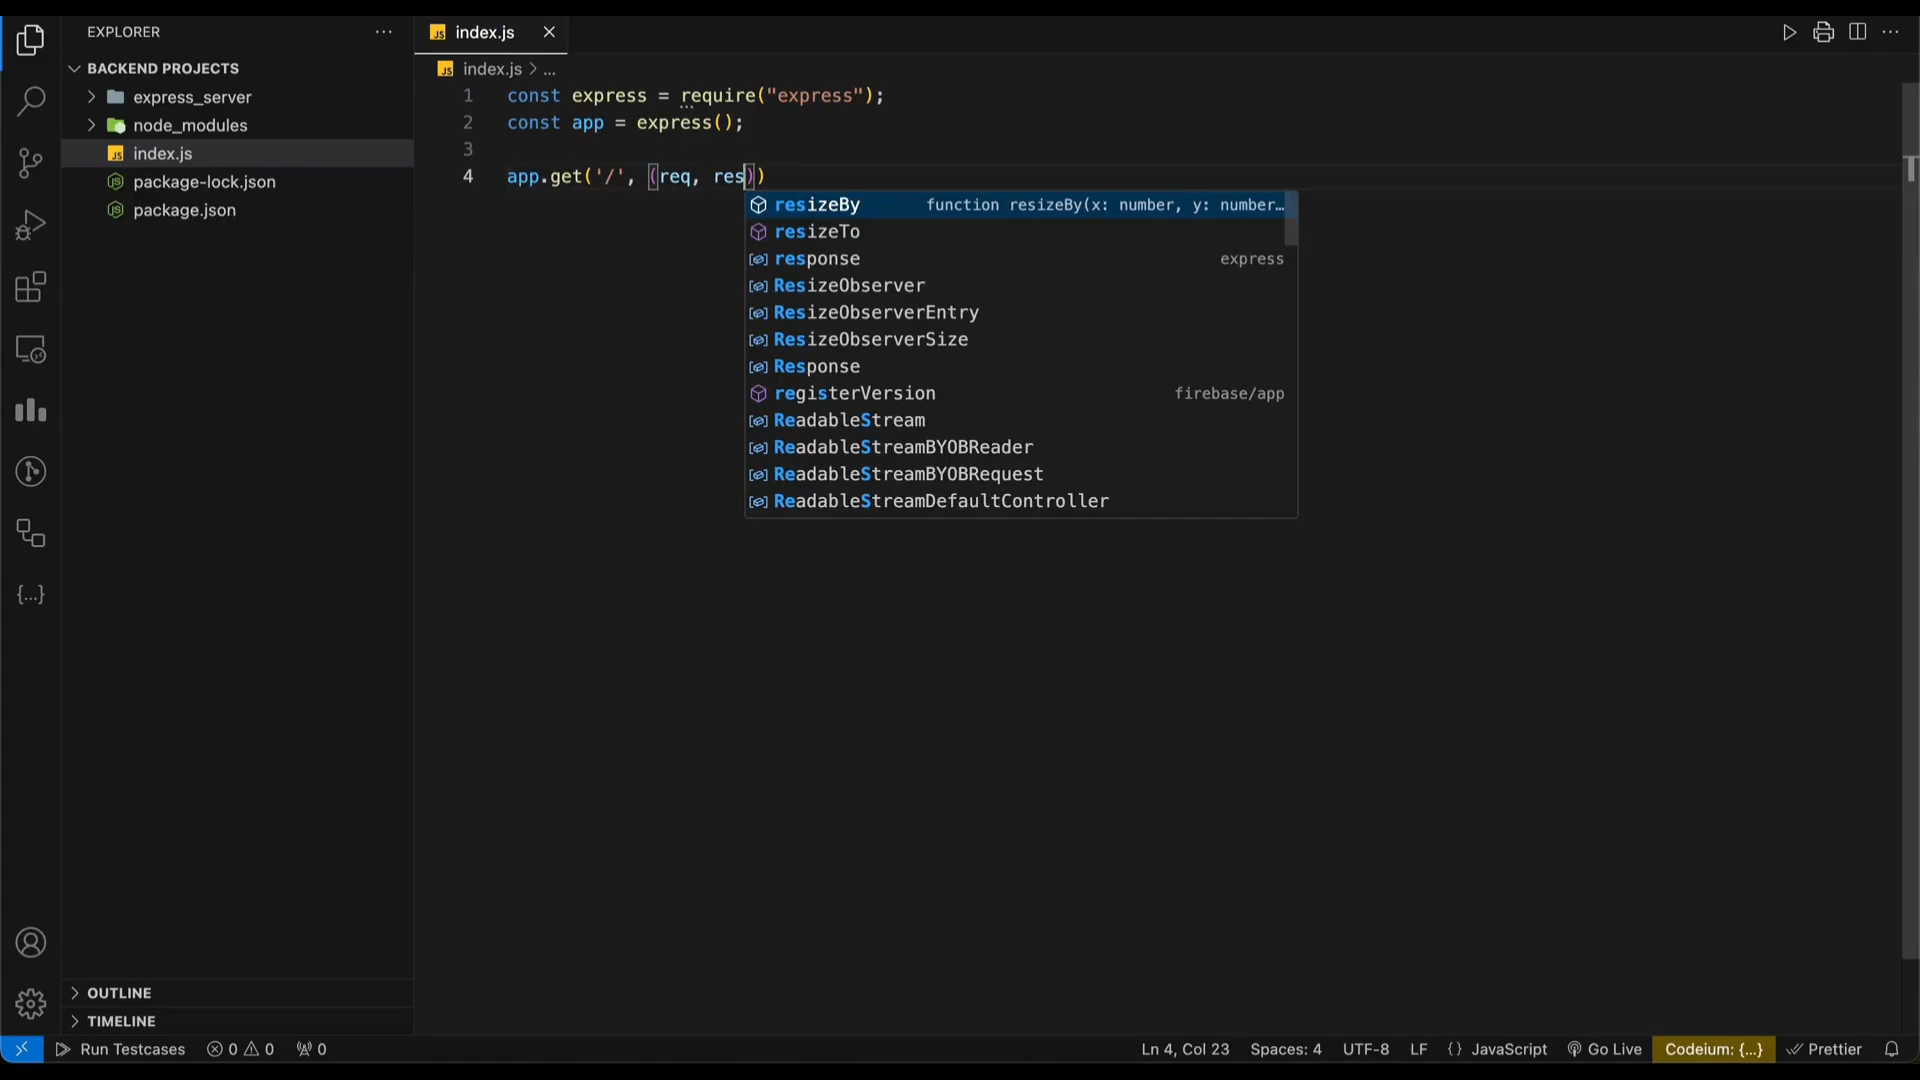 EXPLORER
···
BACKEND PROJECTS
express_server
node_modules
JS index.js
package-lock.json
package.json
OUTLINE
TIMELINE
JS index.js
JS index.js > ...
1 const express = require("express");
2 const app = express();
3
4 app.get('/', (req, res))
resizeBy function resizeBy(x: number, y: number…
resizeTo
response express
ResizeObserver
ResizeObserverEntry
ResizeObserverSize
Response
registerVersion firebase/app
ReadableStream
ReadableStreamBYOBReader
ReadableStreamBYOBRequest
ReadableStreamDefaultController
Run Testcases 0 0 0 Ln 4, Col 23 Spaces: 4 UTF-8 LF {} JavaScript Go Live Codeium: {...} Prettier